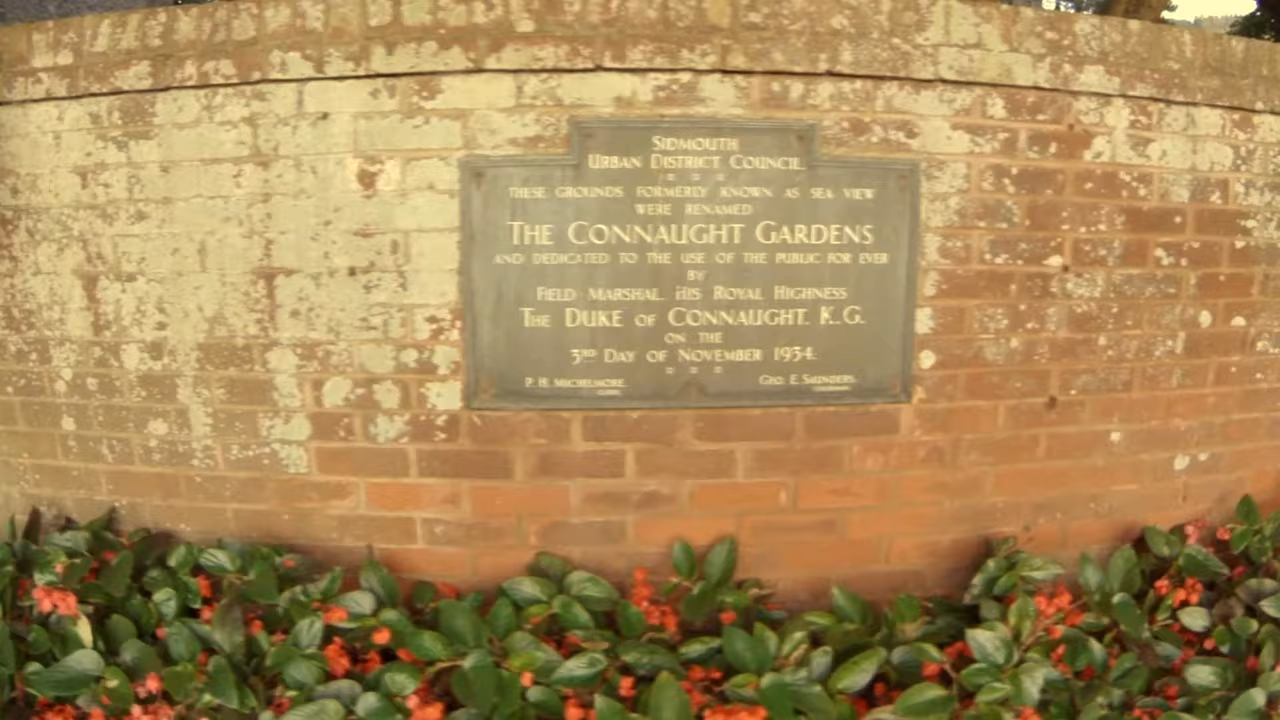 SIDMOUTH
URBAN DISTRICT COUNCIL.
THESE GROUNDS FORMERLY KNOWN AS SEA VIEW
WERE RENAMED
THE CONNAUGHT GARDENS
AND DEDICATED TO THE USE OF THE PUBLIC FOR EVER
BY
FIELD MARSHAL. HIS ROYAL HIGHNESS
THE DUKE OF CONNAUGHT. K.G.
ON THE
3RD DAY OF NOVEMBER 1934.
P. H. MICHELMORE. GEO. E. SAUNDERS.